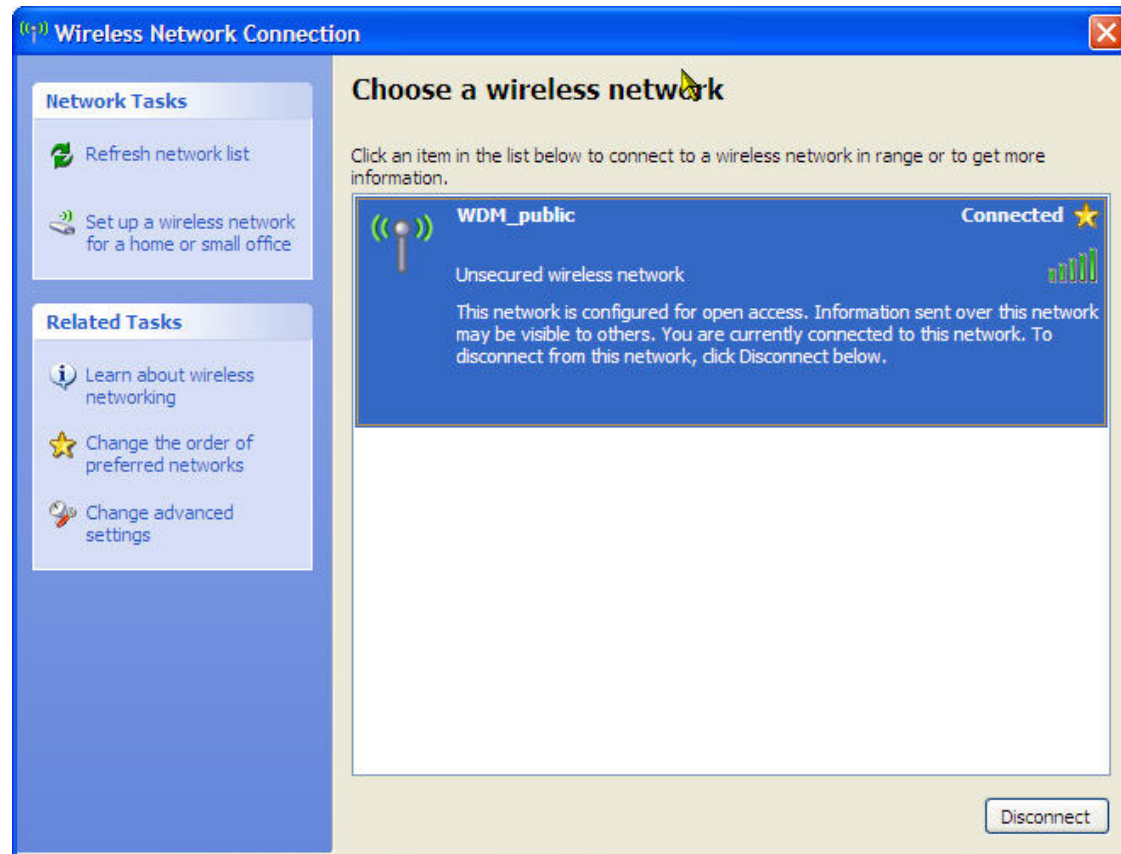 Wireless Network Connection
Network Tasks
Refresh network list
Set up a wireless network
for a home or small office
Related Tasks
Learn about wireless
networking
Change the order of
preferred networks
Change advanced
settings
Choose a wireless network
Click an item in the list below to connect to a wireless network in range or to get more
information.
WDM_public Connected
Unsecured wireless network
This network is configured for open access. Information sent over this network
may be visible to others. You are currently connected to this network. To
disconnect from this network, click Disconnect below.
Disconnect